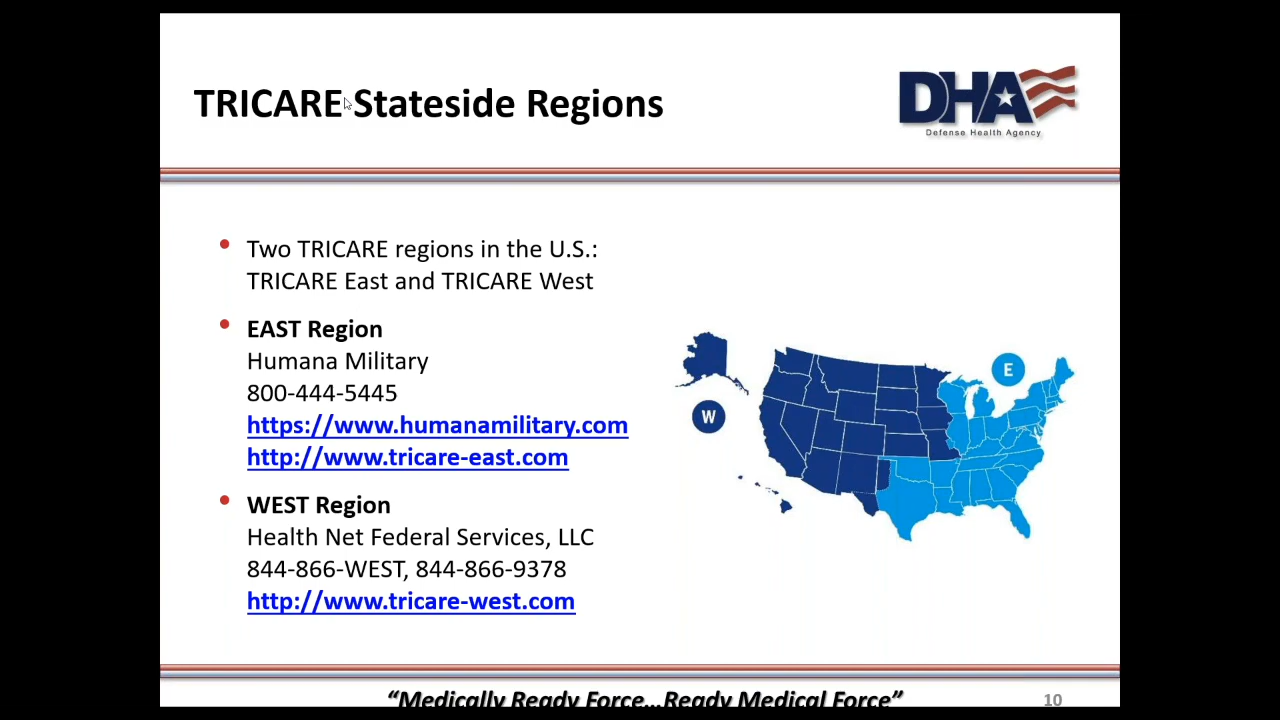 TRICARE Stateside Regions
DHA
Defense Health Agency
Two TRICARE regions in the U.S.:
TRICARE East and TRICARE West
EAST Region
Humana Military
800-444-5445
https://www.humanamilitary.com
http://www.tricare-east.com
WEST Region
Health Net Federal Services, LLC
844-866-WEST, 844-866-9378
http://www.tricare-west.com
W
E
“Medically Ready Force...Ready Medical Force”
10